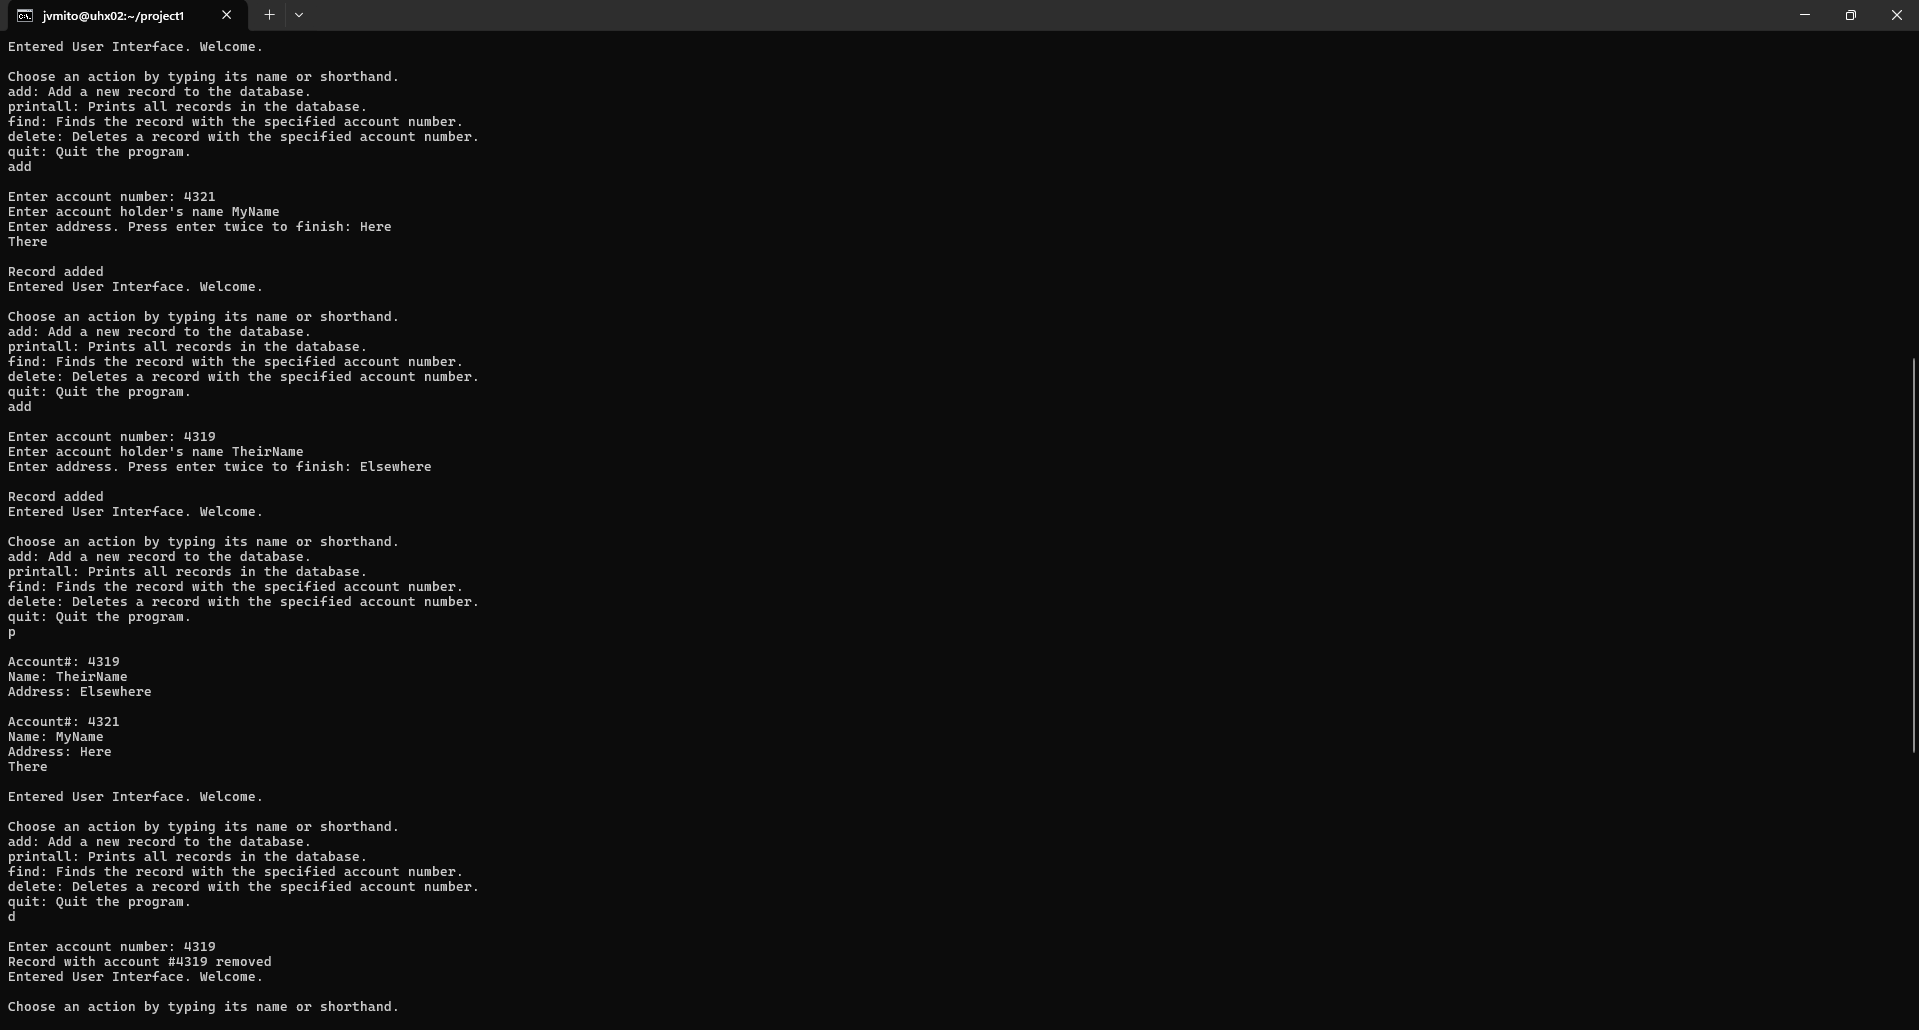 jvmito@uhx02:~/project1
Entered User Interface. Welcome.
Choose an action by typing its name or shorthand.
add: Add a new record to the database.
printall: Prints all records in the database.
find: Finds the record with the specified account number.
delete: Deletes a record with the specified account number.
quit: Quit the program.
add
Enter account number: 4321
Enter account holder's name MyName
Enter address. Press enter twice to finish: Here
There
Record added
Entered User Interface. Welcome.
Choose an action by typing its name or shorthand.
add: Add a new record to the database.
printall: Prints all records in the database.
find: Finds the record with the specified account number.
delete: Deletes a record with the specified account number.
quit: Quit the program.
add
Enter account number: 4319
Enter account holder's name TheirName
Enter address. Press enter twice to finish: Elsewhere
Record added
Entered User Interface. Welcome.
Choose an action by typing its name or shorthand.
add: Add a new record to the database.
printall: Prints all records in the database.
find: Finds the record with the specified account number.
delete: Deletes a record with the specified account number.
quit: Quit the program.
p
Account#: 4319
Name: TheirName
Address: Elsewhere
Account#: 4321
Name: MyName
Address: Here
There
Entered User Interface. Welcome.
Choose an action by typing its name or shorthand.
add: Add a new record to the database.
printall: Prints all records in the database.
find: Finds the record with the specified account number.
delete: Deletes a record with the specified account number.
quit: Quit the program.
d
Enter account number: 4319
Record with account #4319 removed
Entered User Interface. Welcome.
Choose an action by typing its name or shorthand.